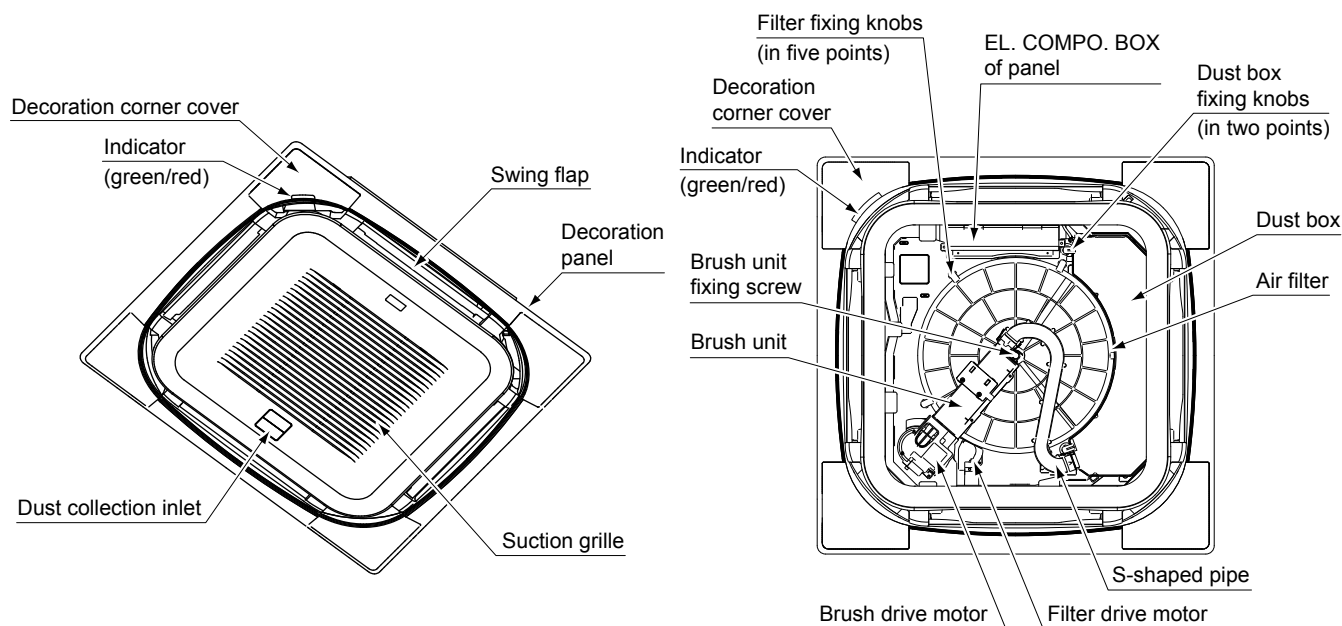 Decoration corner cover
Indicator
(green/red)
Swing flap
Decoration
panel
Dust collection inlet
Suction grille
Filter fixing knobs
(in five points)
EL. COMPO. BOX
of panel
Dust box
fixing knobs
(in two points)
Decoration
corner cover
Indicator
(green/red)
Dust box
Brush unit
fixing screw
Air filter
Brush unit
S-shaped pipe
Brush drive motor
Filter drive motor